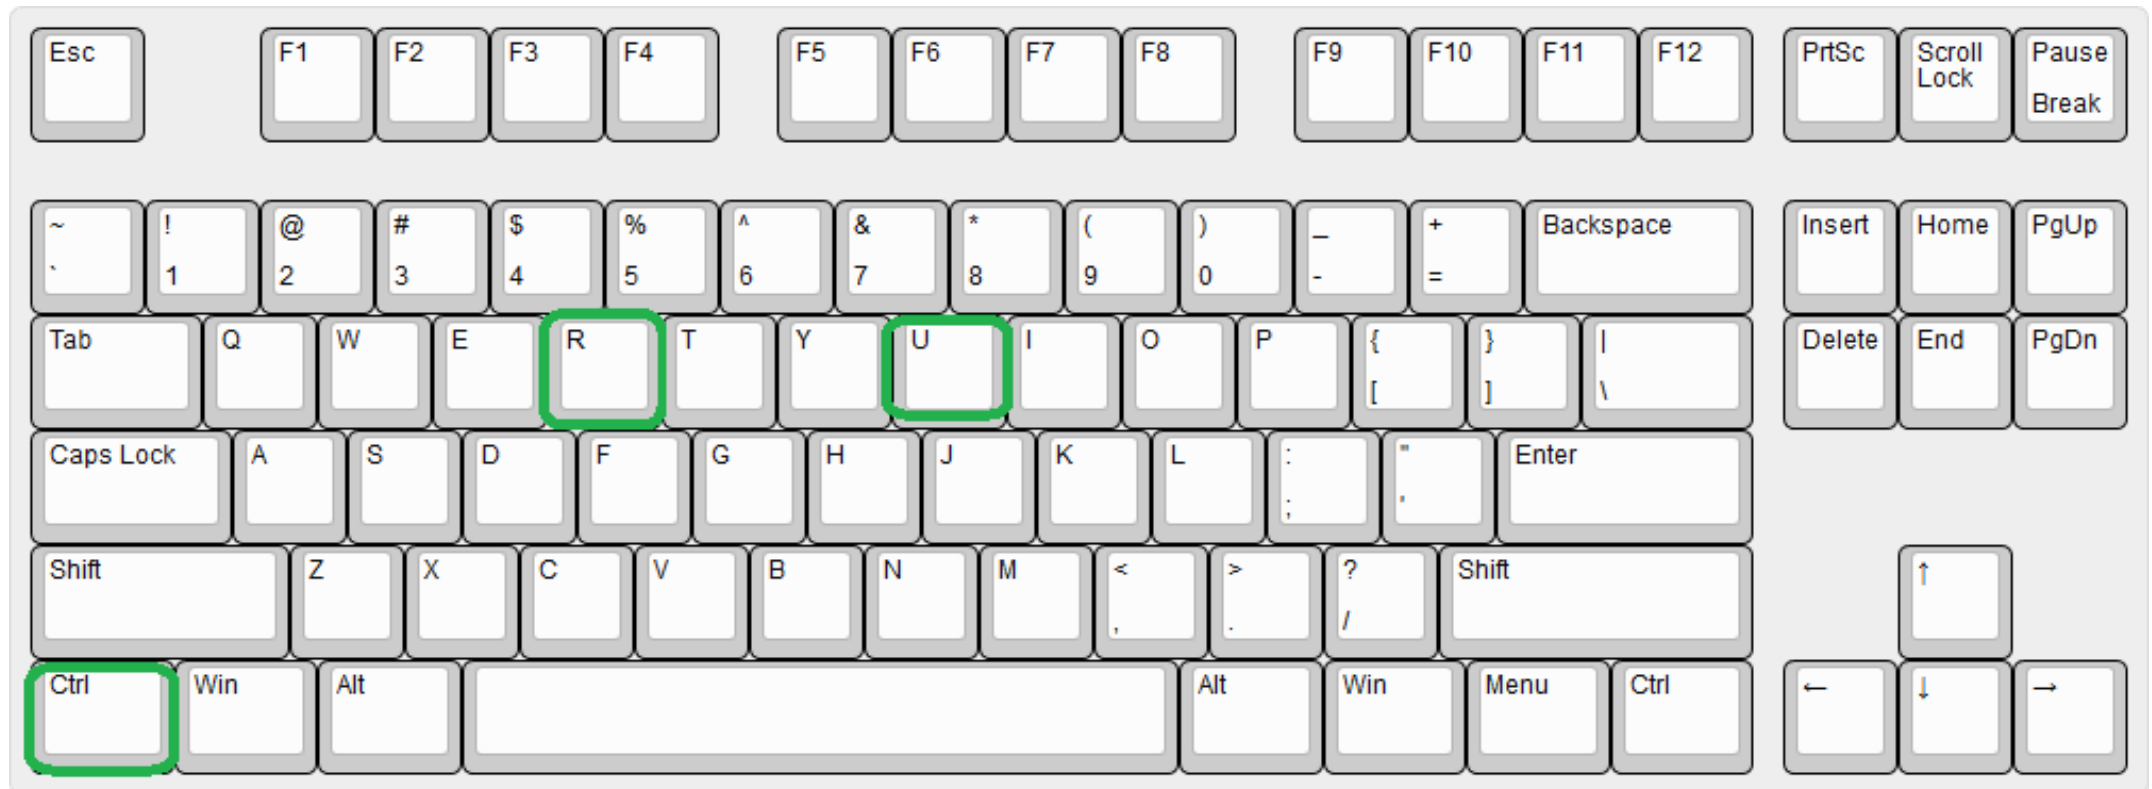 Esc F1 F2 F3 F4 F5 F6 F7 F8 F9 F10 F11 F12 PrtSc Scroll Pause
Lock
Break
~ ! @ # $ % ^ & * ( ) _ + Backspace Insert Home PgUp
` 1 2 3 4 5 6 7 8 9 0 - =
Tab Q W E R T Y U I O P { } | Delete End PgDn
[ ] \
Caps Lock A S D F G H J K L : " Enter
; '
Shift Z X C V B N M < > ? Shift ↑
, . /
Ctrl Win Alt Alt Win Menu Ctrl ← ↓ →